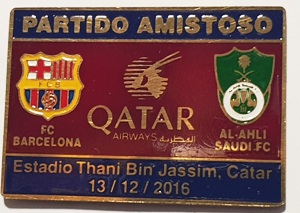 PARTIDO AMISTOSO
FCB
QATAR
AIRWAYS القطرية
FC
BARCELONA
AL-AHLI
SAUDI.FC
Estadio Thani Bin Jassim, Catar
13/12/2016